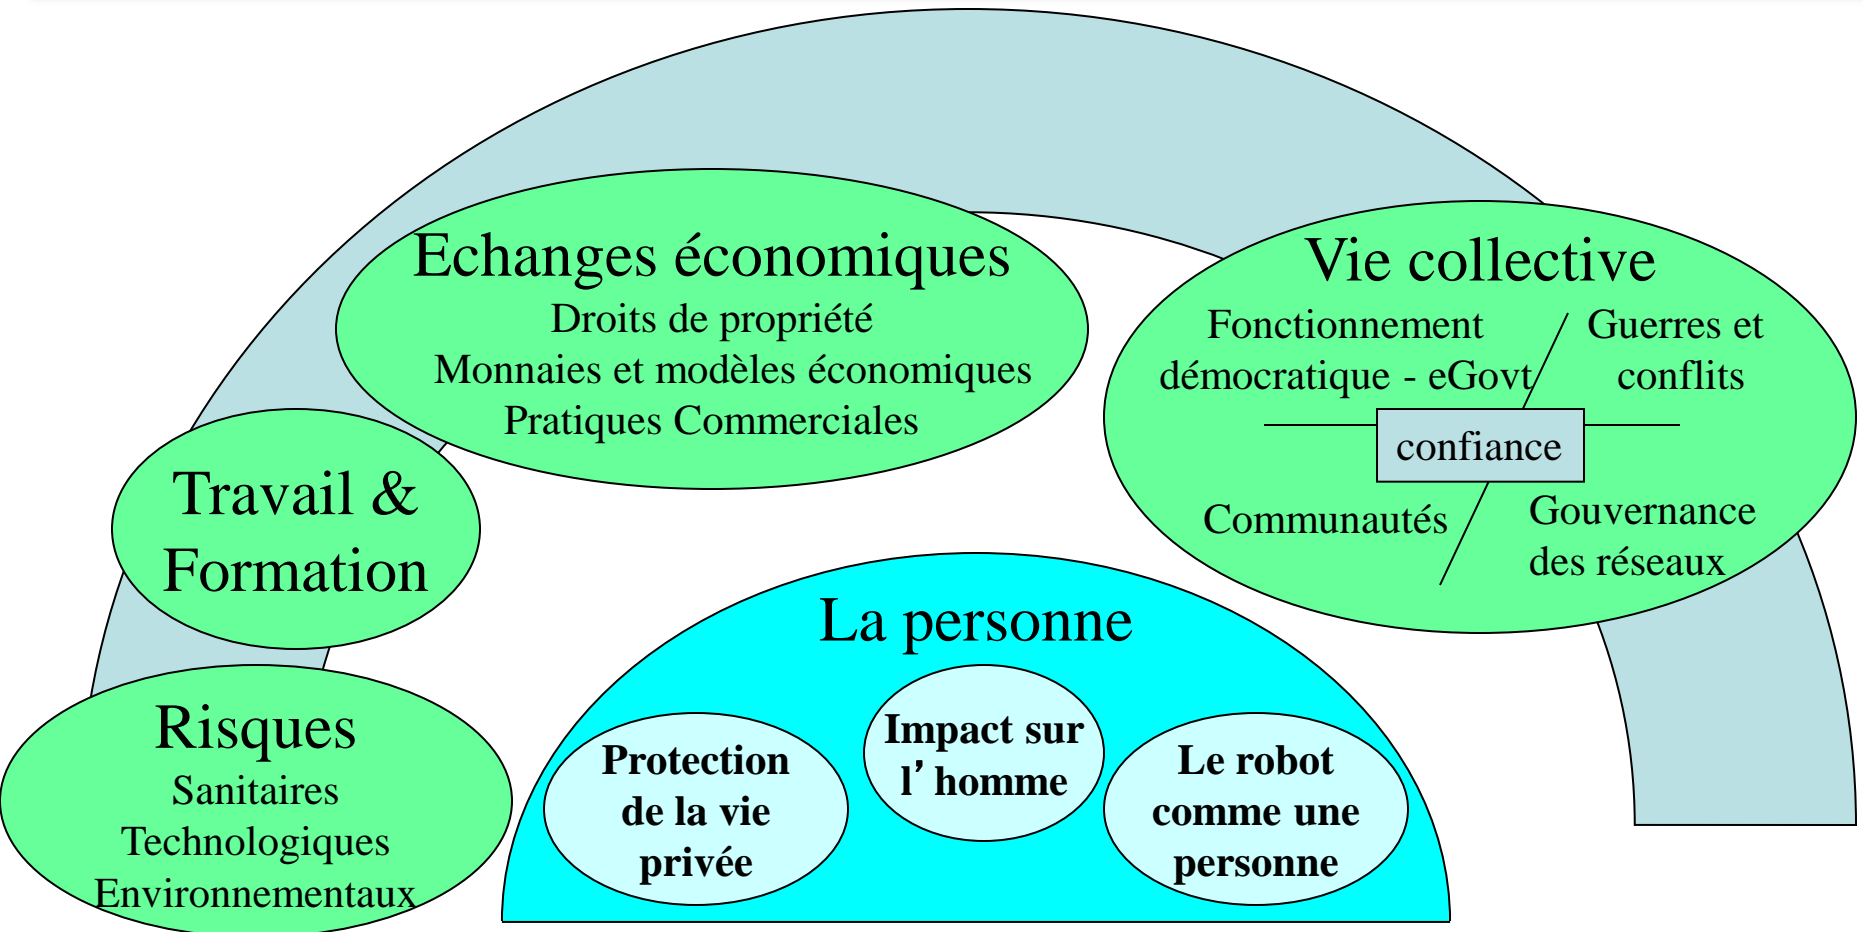 Echanges économiques
Droits de propriété
Monnaies et modèles économiques
Pratiques Commerciales
Vie collective
Fonctionnement
démocratique - eGovt
Guerres et
conflits
confiance
Communautés
Gouvernance
des réseaux
Travail &
Formation
La personne
Risques
Sanitaires
Technologiques
Environnementaux
Protection
de la vie
privée
Impact sur
l’ homme
Le robot
comme une
personne